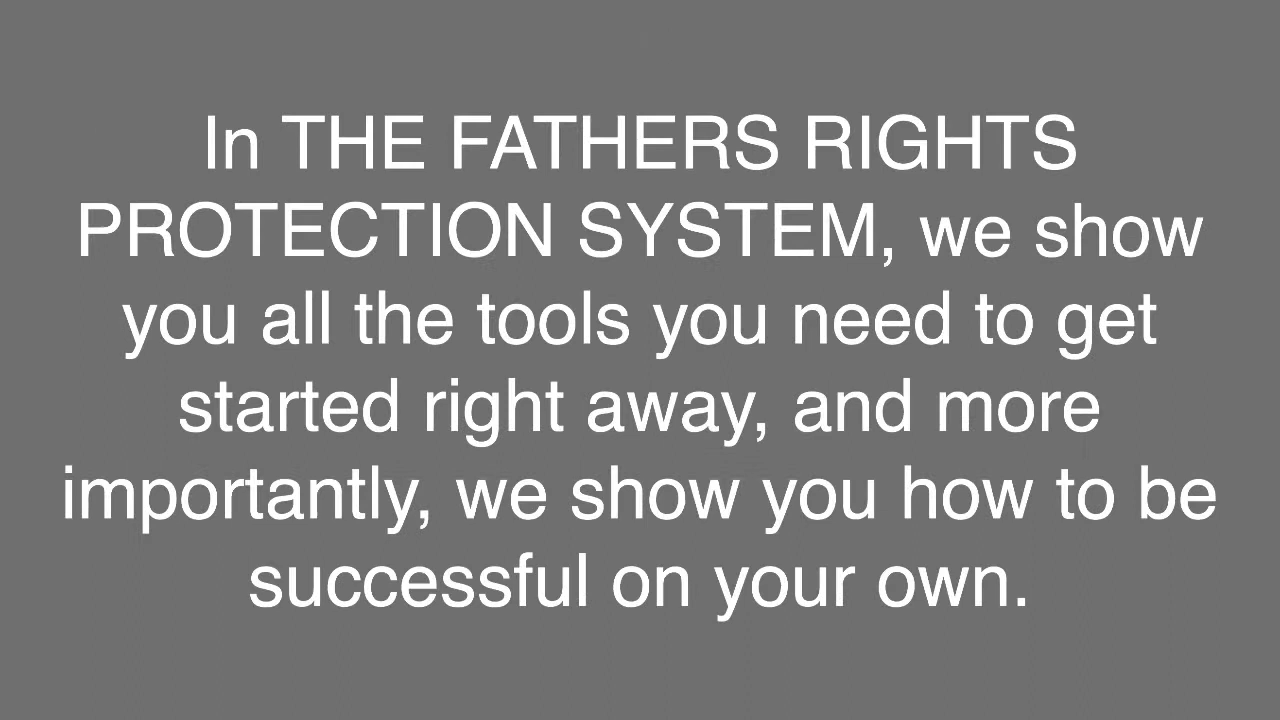 In THE FATHERS RIGHTS
PROTECTION SYSTEM, we show
you all the tools you need to get
started right away, and more
importantly, we show you how to be
successful on your own.